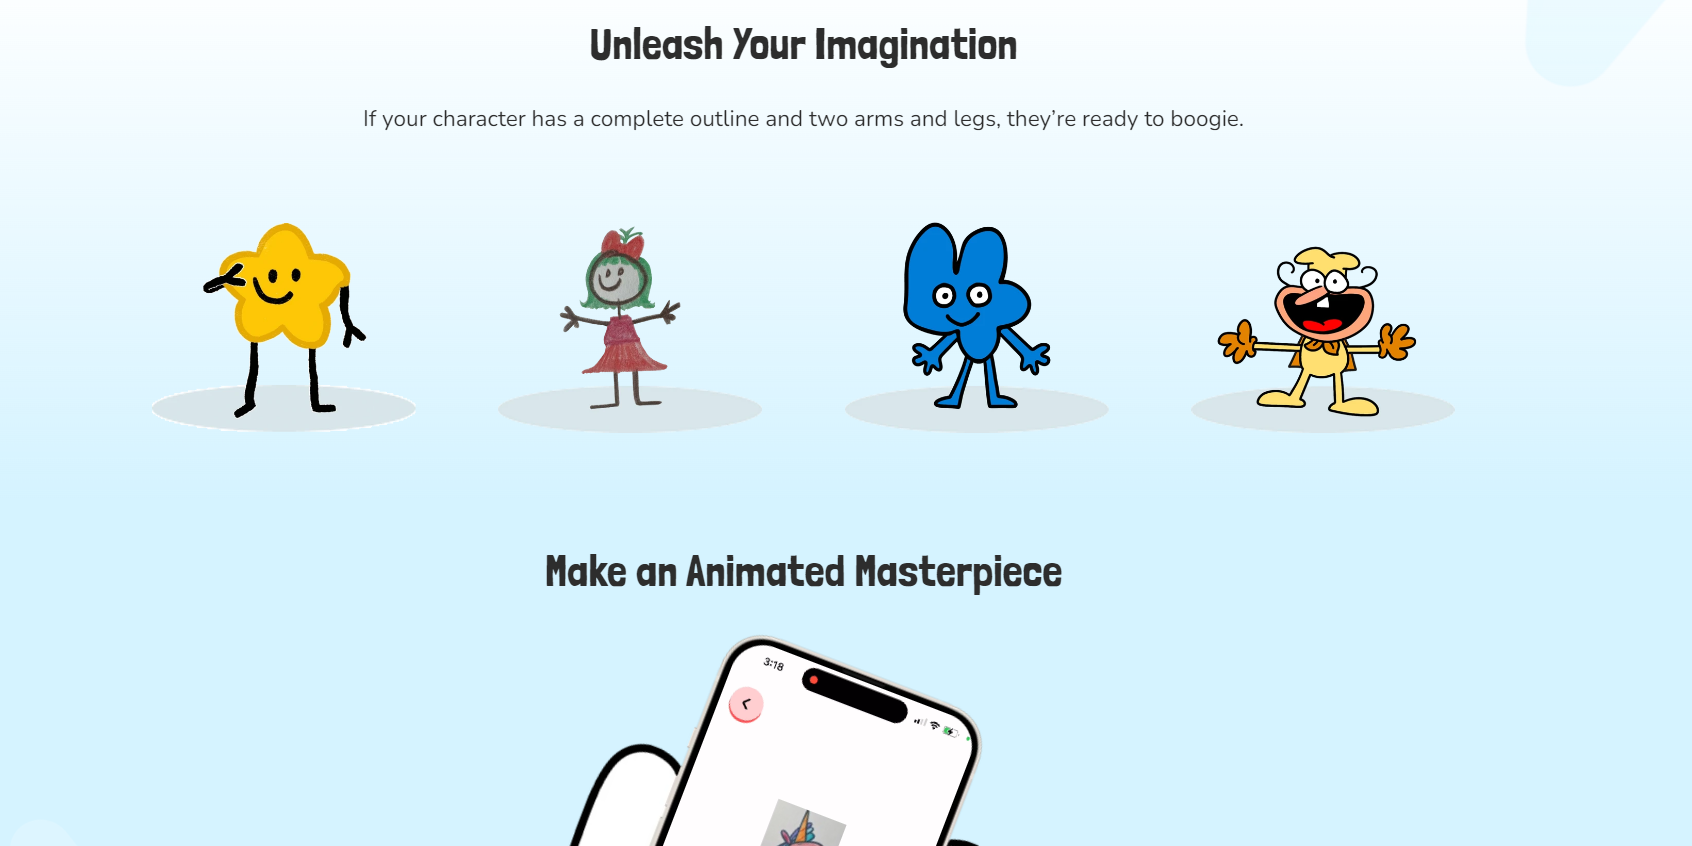 Unleash Your Imagination
If your character has a complete outline and two arms and legs, they’re ready to boogie.
Make an Animated Masterpiece
3:18